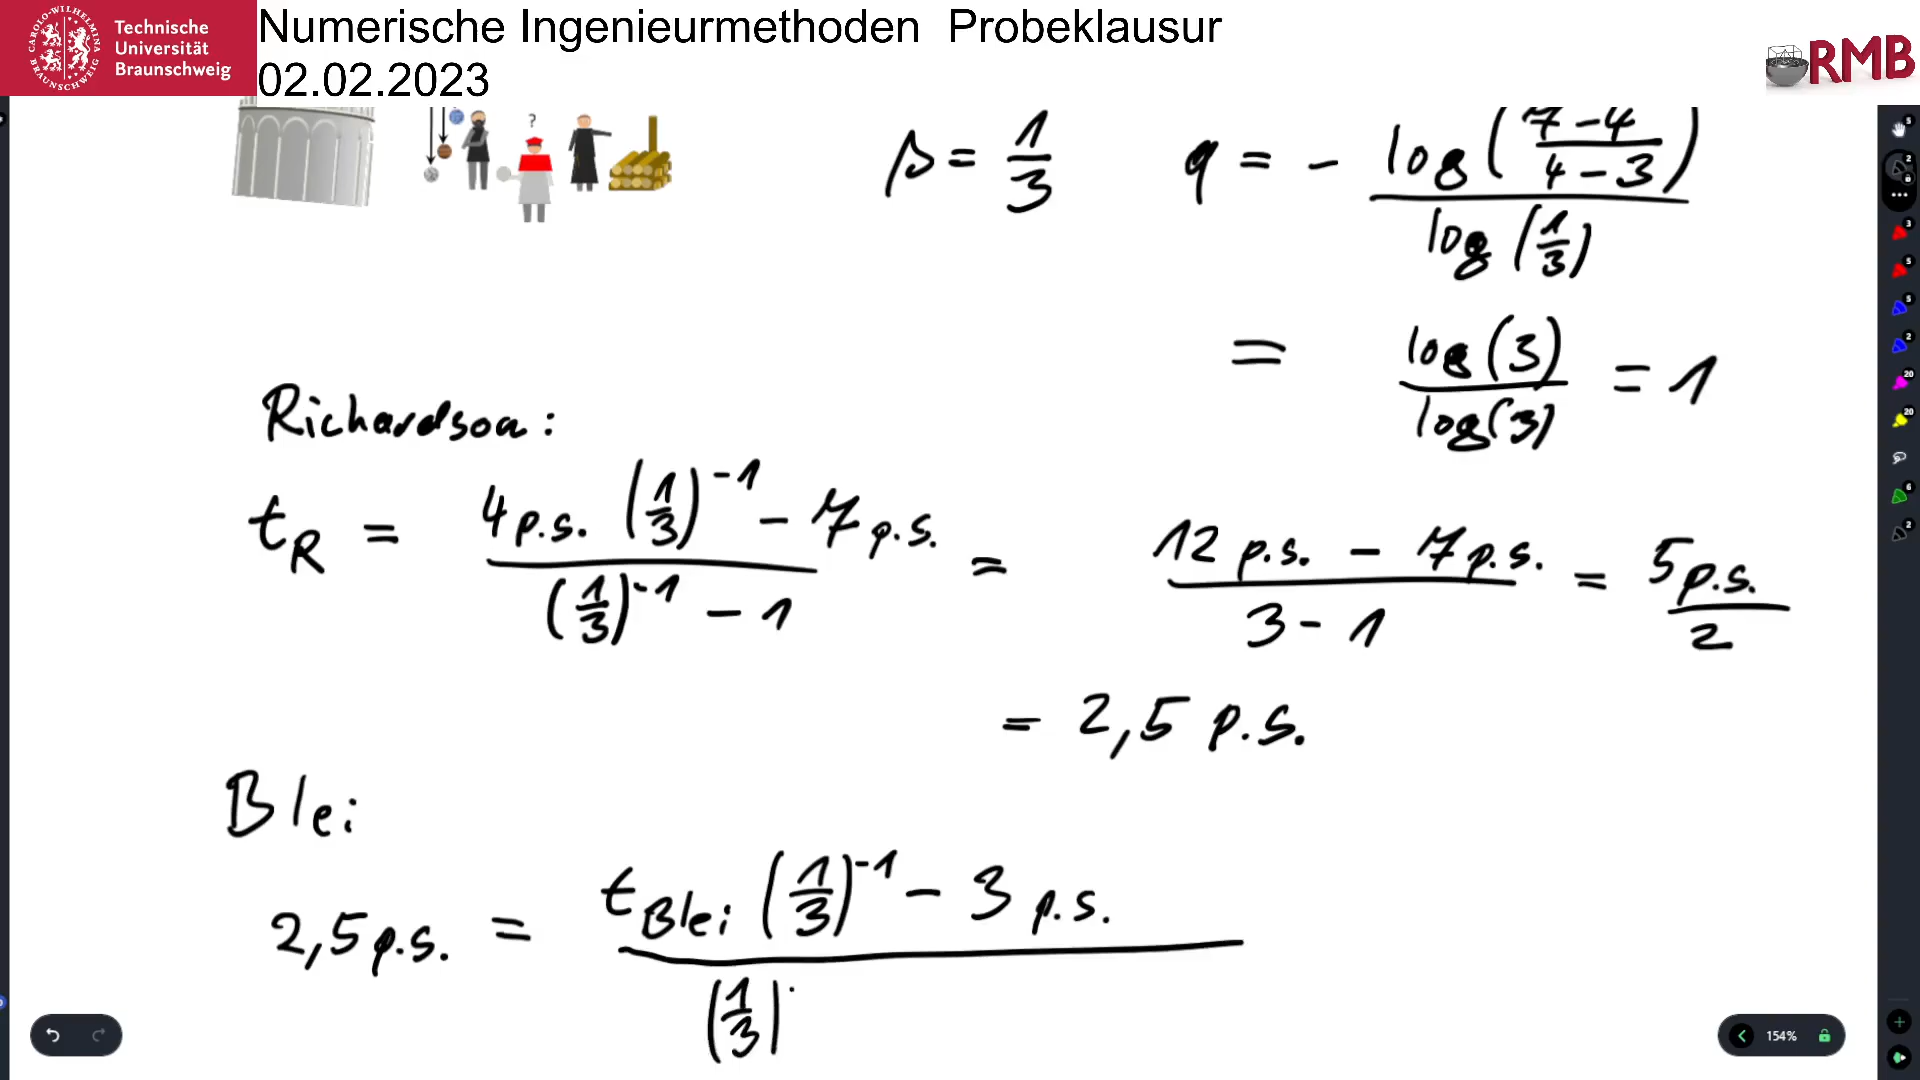 Technische
Universität
Braunschweig
Numerische Ingenieurmethoden Probeklausur
02.02.2023
RMB
?
s = 1/3    q = - log((7-4)/(4-3)) / log(1/3)
= log(3)/log(3) = 1
Richardson:
t_R = (4 p.s. (1/3)^-1 - 7 p.s.) / ((1/3)^-1 - 1) = (12 p.s. - 7 p.s.) / (3 - 1) = 5 p.s. / 2
= 2,5 p.s.
Blei
2,5 p.s. = t_Blei (1/3)^-1 - 3 p.s.
(1/3)
154%